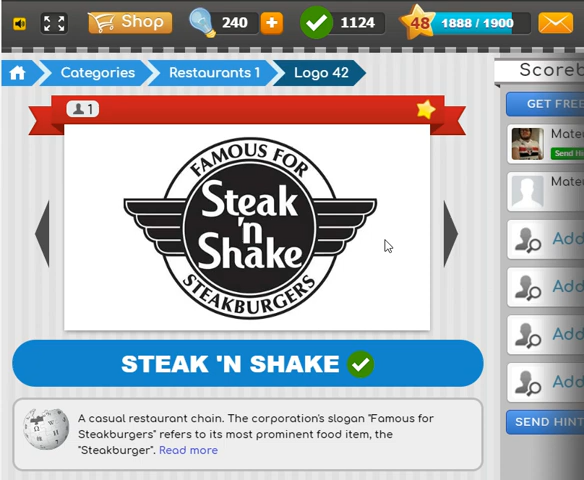 Shop
240
+
1124
48
1888 / 1900
Categories
Restaurants 1
Logo 42
Scoreb
1
GET FREE
FAMOUS FOR
Steak
'n
Shake
STEAKBURGERS
Mate
Send Hi
Mate
Add
Add
Add
Add
STEAK 'N SHAKE
SEND HINT
A casual restaurant chain. The corporation's slogan "Famous for
Steakburgers" refers to its most prominent food item, the
"Steakburger". Read more